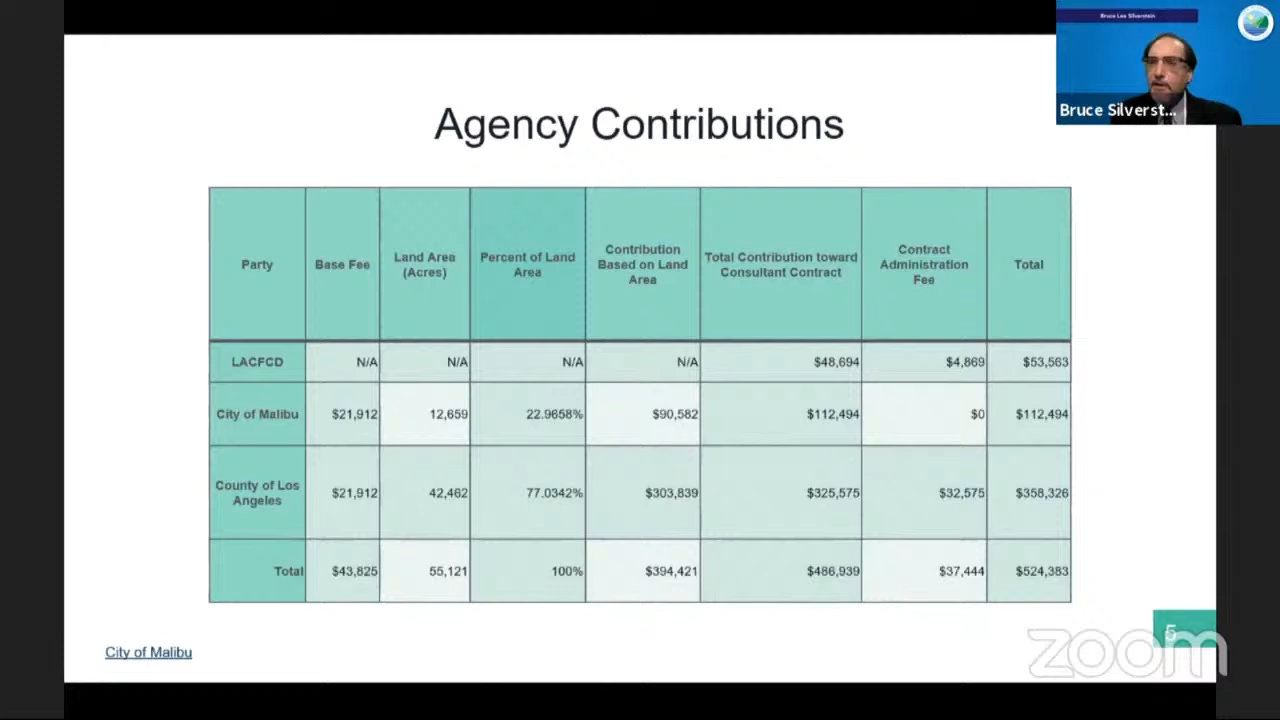 Bruce Lee Silverstein
Bruce Silverst...
Agency Contributions
Party
Base Fee
Land Area
(Acres)
Percent of Land
Area
Contribution
Based on Land
Area
Total Contribution toward
Consultant Contract
Contract
Administration
Fee
Total
LACFCD N/A N/A N/A N/A $48,694 $4,869 $53,563
City of Malibu $21,912 12,659 22.9658% $90,582 $112,494 $0 $112,494
County of Los
Angeles
$21,912 42,462 77.0342% $303,839 $325,575 $32,575 $358,326
Total $43,825 55,121 100% $394,421 $486,939 $37,444 $524,383
City of Malibu
5
zoom